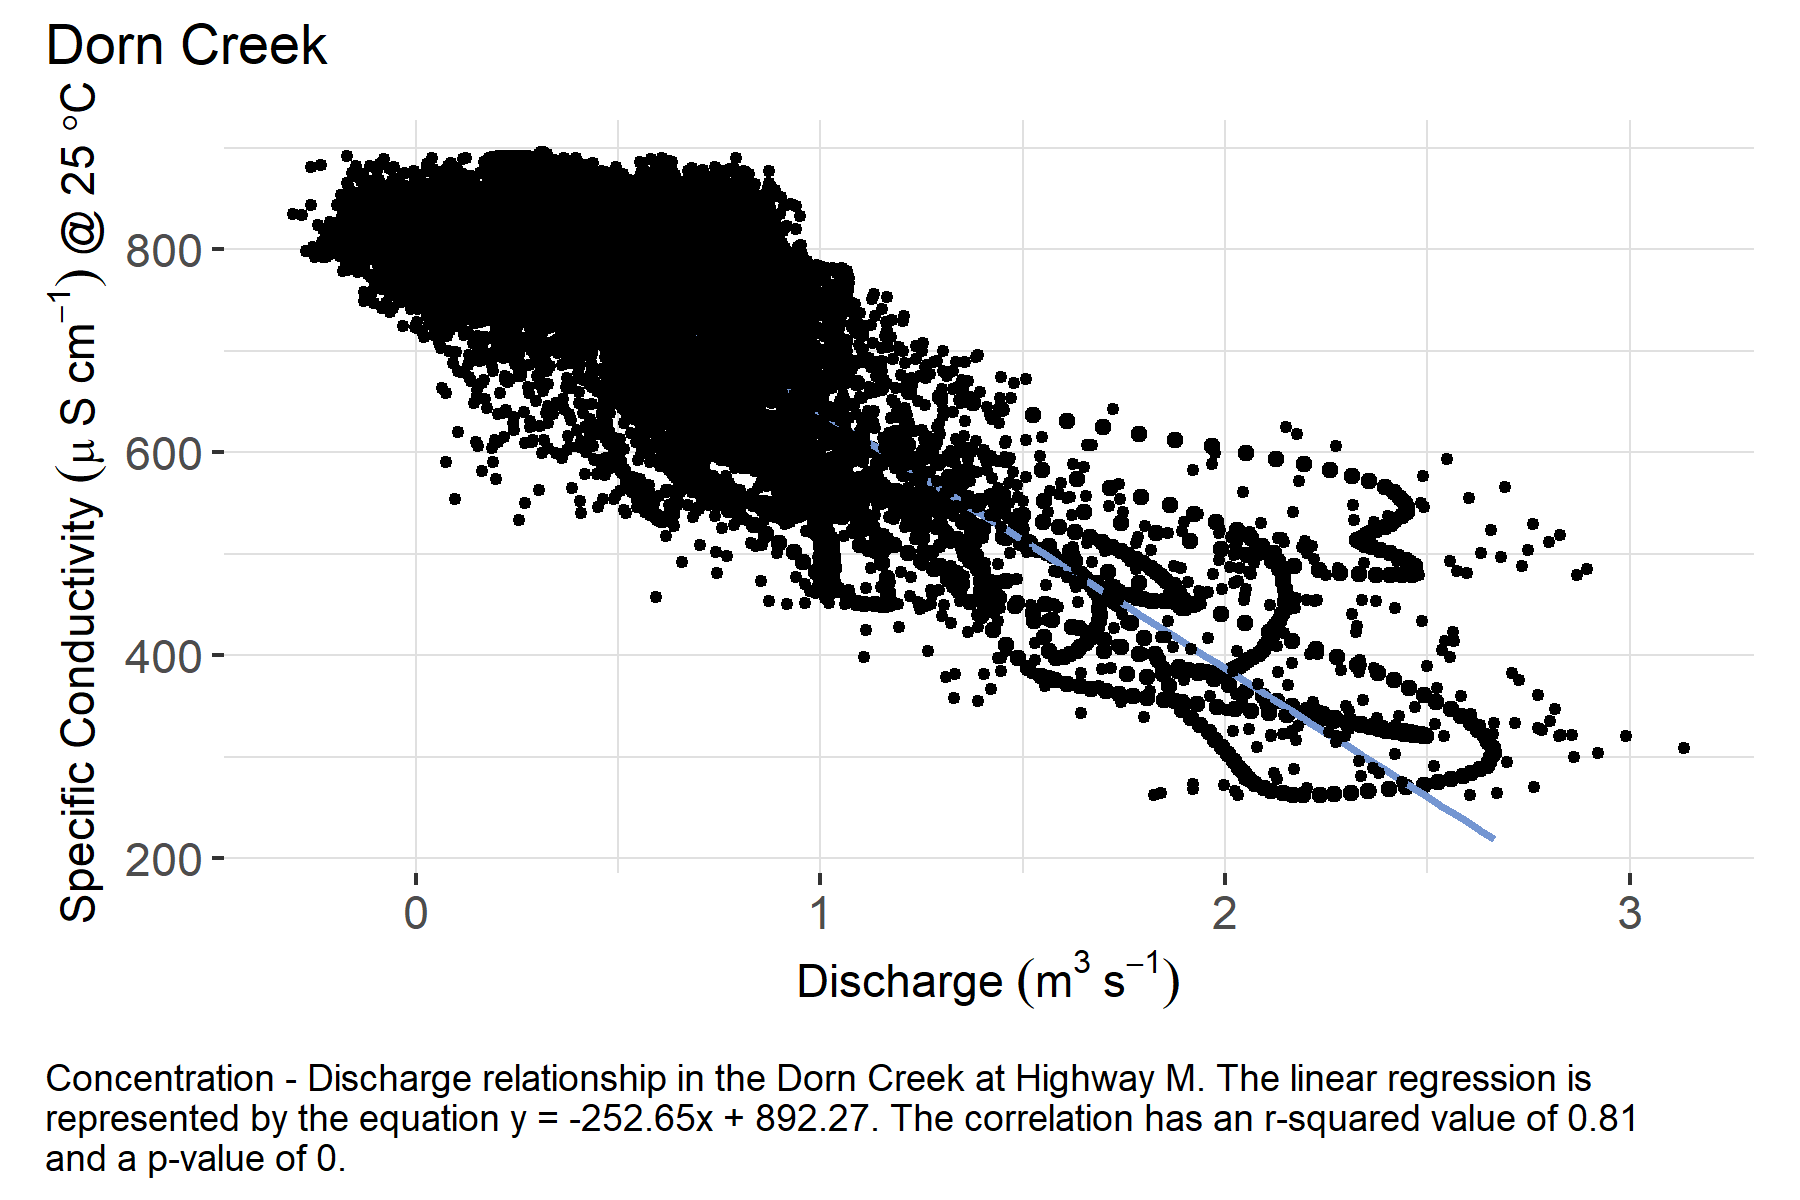 Dorn Creek
Specific Conductivity (μ S cm⁻¹) @ 25 °C
800
600
400
200
0 1 2 3
Discharge (m³ s⁻¹)
Concentration - Discharge relationship in the Dorn Creek at Highway M. The linear regression is
represented by the equation y = -252.65x + 892.27. The correlation has an r-squared value of 0.81
and a p-value of 0.